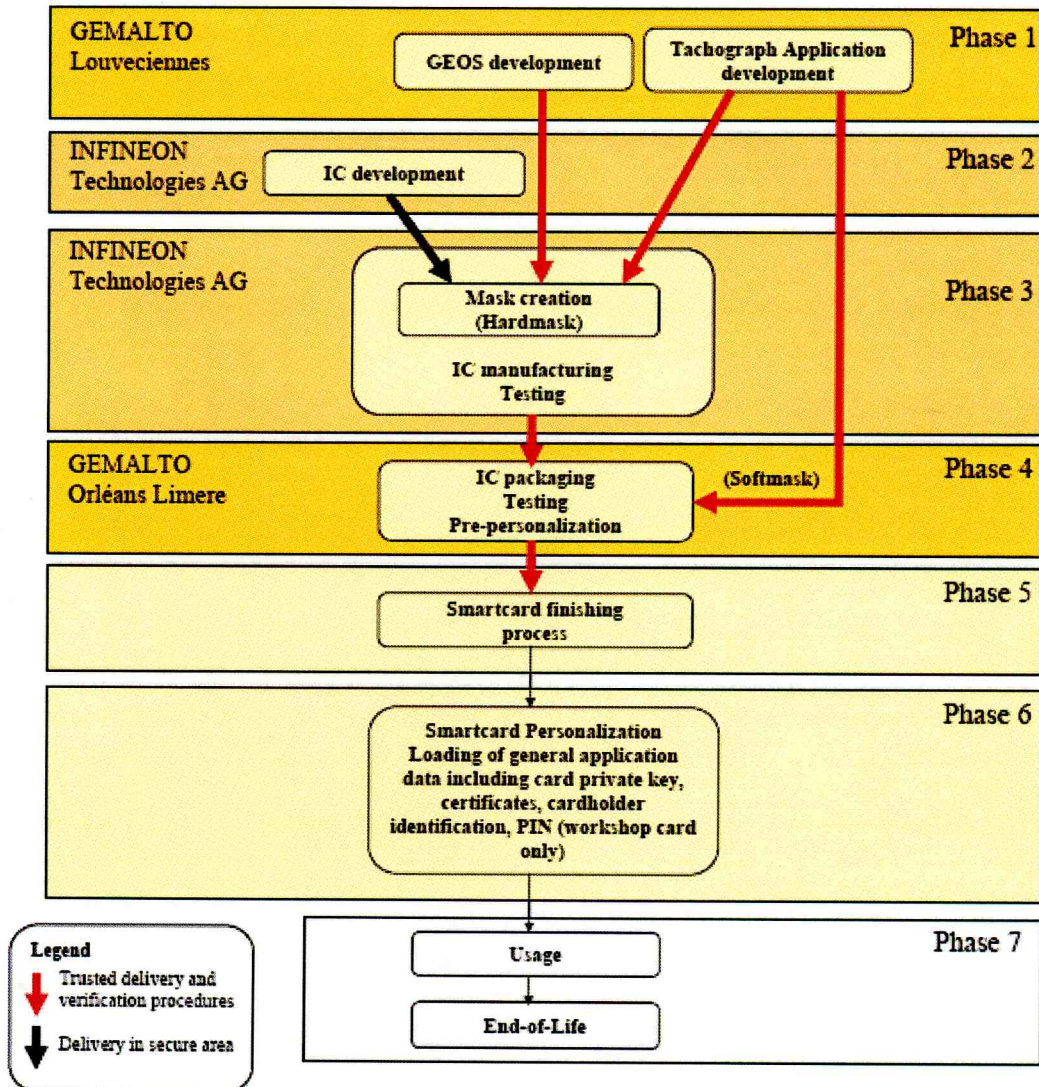 GEMALTO
Louveciennes
GEOS development
Tachograph Application
development
Phase 1
INFINEON
Technologies AG
IC development
Phase 2
INFINEON
Technologies AG
Mask creation
(Hardmask)
IC manufacturing
Testing
Phase 3
GEMALTO
Orléans Limere
IC packaging
Testing
Pre-personalization
(Softmask)
Phase 4
Smartcard finishing
process
Phase 5
Smartcard Personalization
Loading of general application
data including card private key,
certificates, cardholder
identification, PIN (workshop card
only)
Phase 6
Usage
End-of-Life
Phase 7
Legend
Trusted delivery and
verification procedures
Delivery in secure area